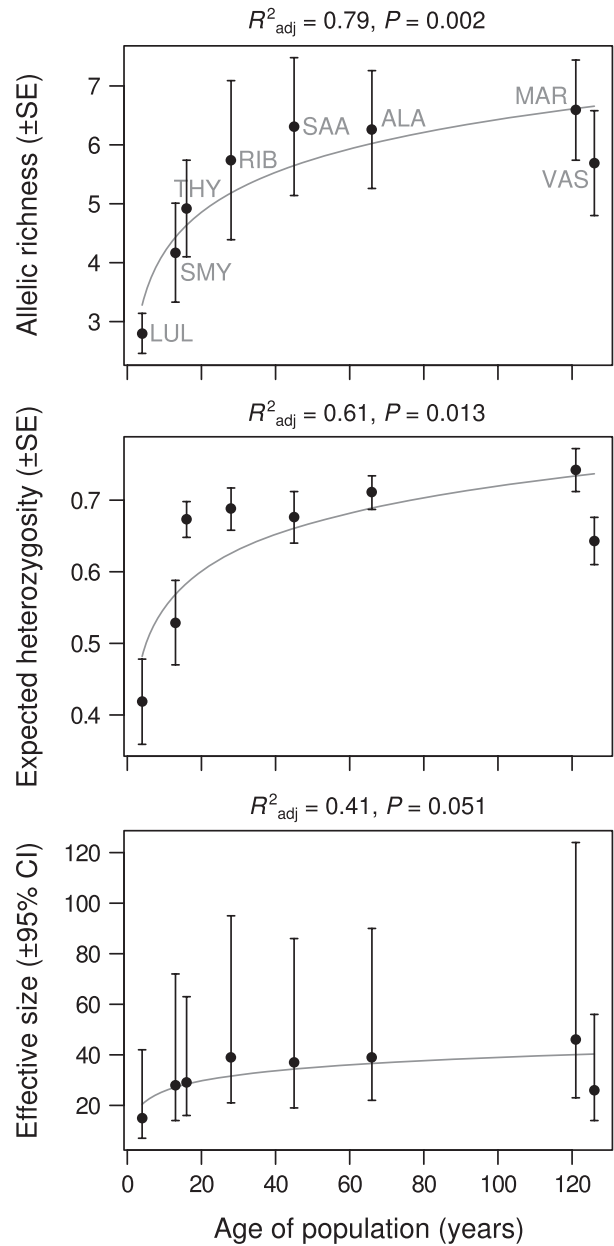 R²adj = 0.79, P = 0.002
Allelic richness (±SE)
7
6
5
4
3
MAR
ALA
SAA
RIB
VAS
THY
SMY
LUL
R²adj = 0.61, P = 0.013
Expected heterozygosity (±SE)
0.7
0.6
0.5
0.4
R²adj = 0.41, P = 0.051
Effective size (±95% CI)
120
100
80
60
40
20
0 20 40 60 80 100 120
Age of population (years)